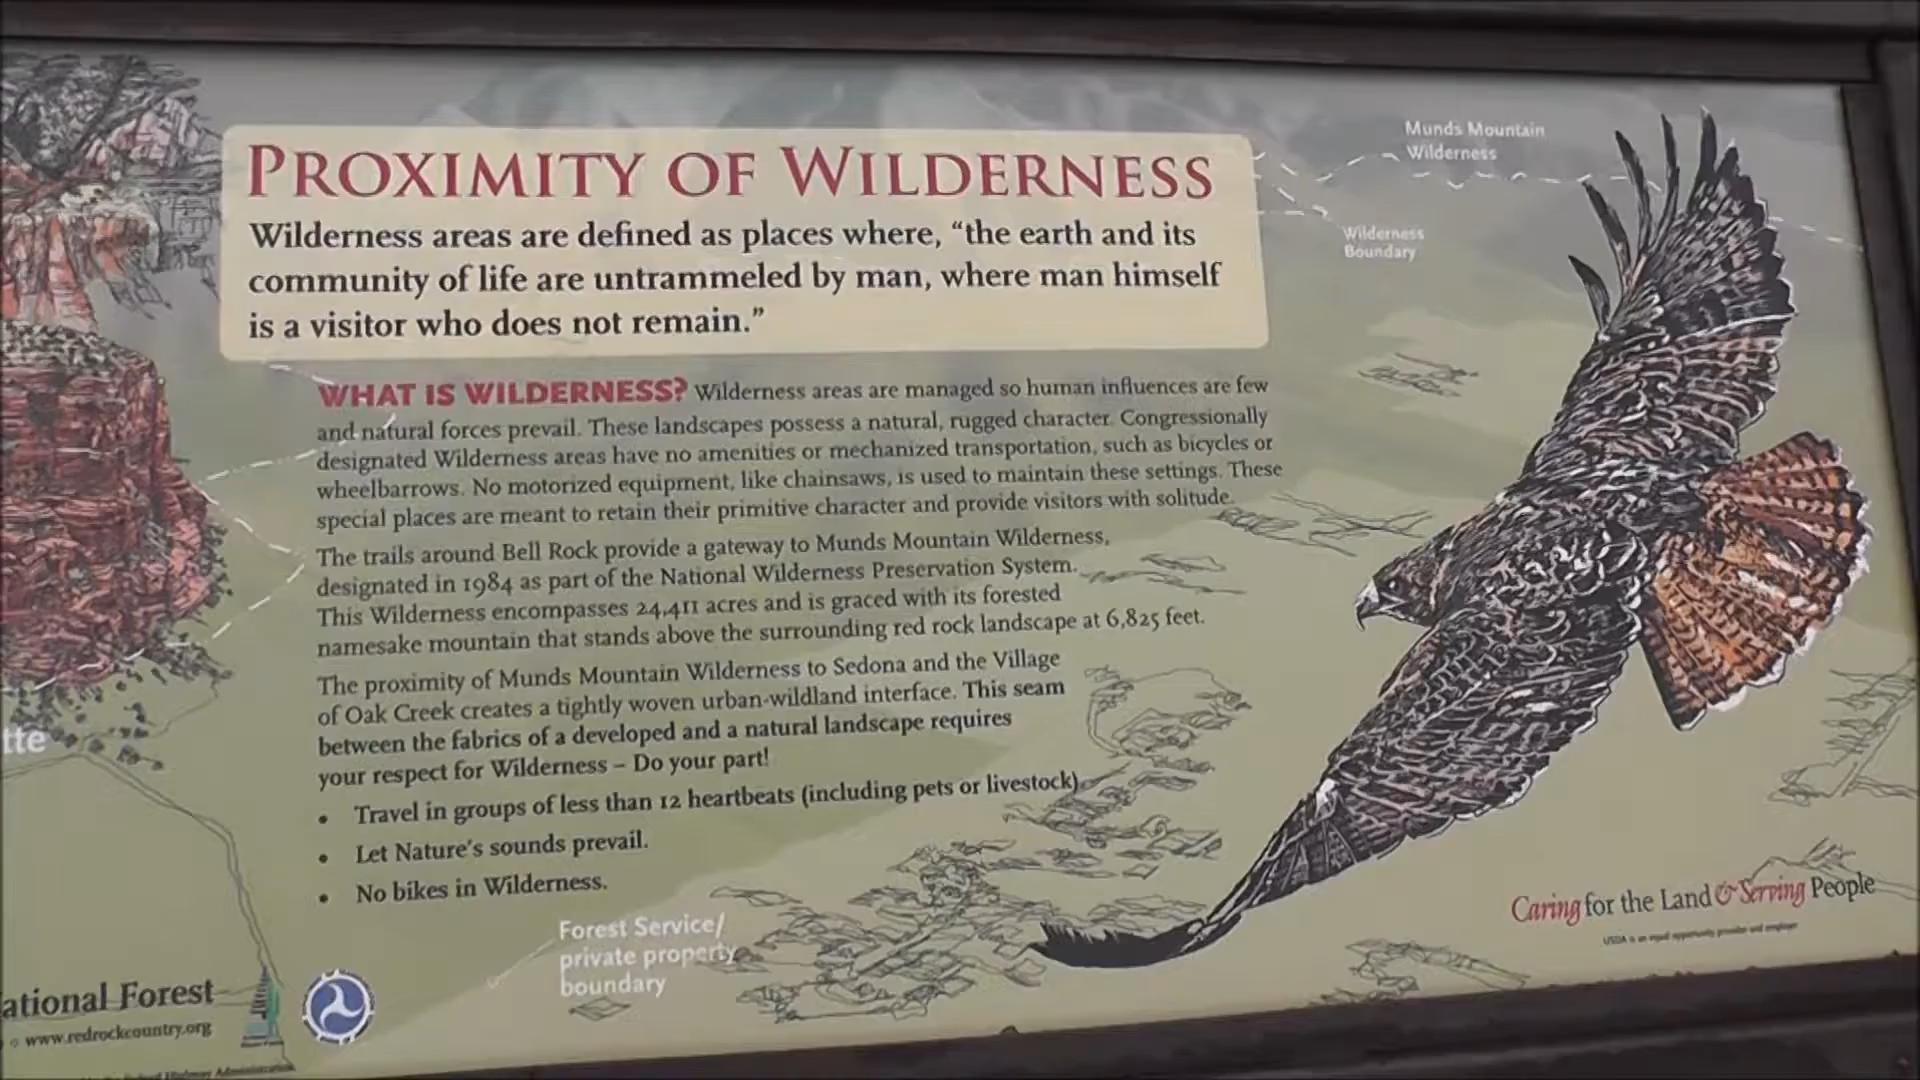 PROXIMITY OF WILDERNESS
Wilderness areas are defined as places where, “the earth and its
community of life are untrammeled by man, where man himself
is a visitor who does not remain.”
WHAT IS WILDERNESS? Wilderness areas are managed so human influences are few
and natural forces prevail. These landscapes possess a natural, rugged character. Congressionally
designated Wilderness areas have no amenities or mechanized transportation, such as bicycles or
wheelbarrows. No motorized equipment, like chainsaws, is used to maintain these settings. These
special places are meant to retain their primitive character and provide visitors with solitude.
The trails around Bell Rock provide a gateway to Munds Mountain Wilderness,
designated in 1984 as part of the National Wilderness Preservation System.
This Wilderness encompasses 24,411 acres and is graced with its forested
namesake mountain that stands above the surrounding red rock landscape at 6,825 feet.
The proximity of Munds Mountain Wilderness to Sedona and the Village
of Oak Creek creates a tightly woven urban-wildland interface. This seam
between the fabrics of a developed and a natural landscape requires
your respect for Wilderness – Do your part!
• Travel in groups of less than 12 heartbeats (including pets or livestock)
• Let Nature's sounds prevail.
• No bikes in Wilderness.
Munds Mountain
Wilderness
Wilderness
Boundary
tte
Forest Service/
private property
boundary
ational Forest
www.redrockcountry.org
Highway Administration
Caring for the Land & Serving People
USDA is an equal opportunity provider and employer